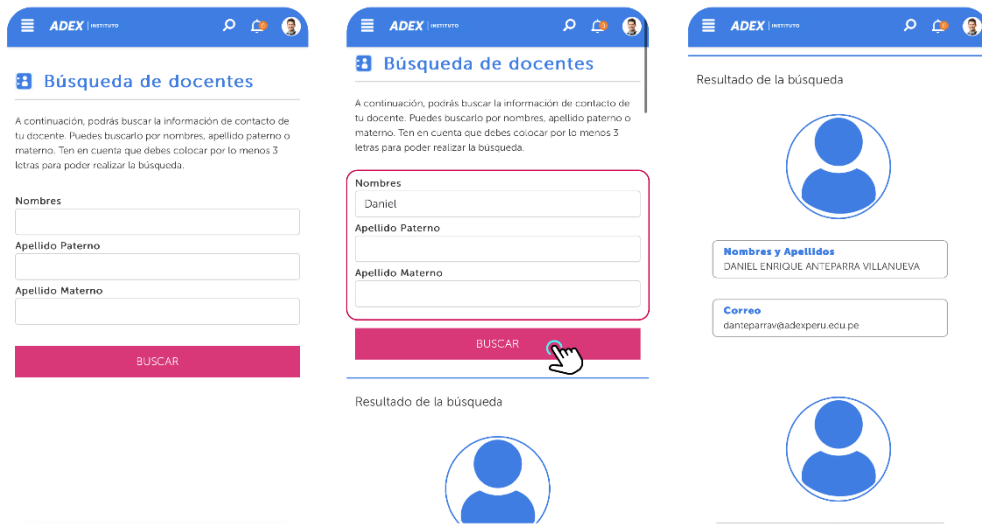 ADEX | INSTITUTO
Búsqueda de docentes
A continuación, podrás buscar la información de contacto de
tu docente. Puedes buscarlo por nombres, apellido paterno o
materno. Ten en cuenta que debes colocar por lo menos 3
letras para poder realizar la búsqueda.
Nombres
Apellido Paterno
Apellido Materno
BUSCAR
ADEX | INSTITUTO
Búsqueda de docentes
A continuación, podrás buscar la información de contacto de
tu docente. Puedes buscarlo por nombres, apellido paterno o
materno. Ten en cuenta que debes colocar por lo menos 3
letras para poder realizar la búsqueda.
Nombres
Daniel
Apellido Paterno
Apellido Materno
BUSCAR
Resultado de la búsqueda
ADEX | INSTITUTO
Resultado de la búsqueda
Nombres y Apellidos
DANIEL ENRIQUE ANTEPARRA VILLANUEVA
Correo
danteparrav@adexperu.edu.pe